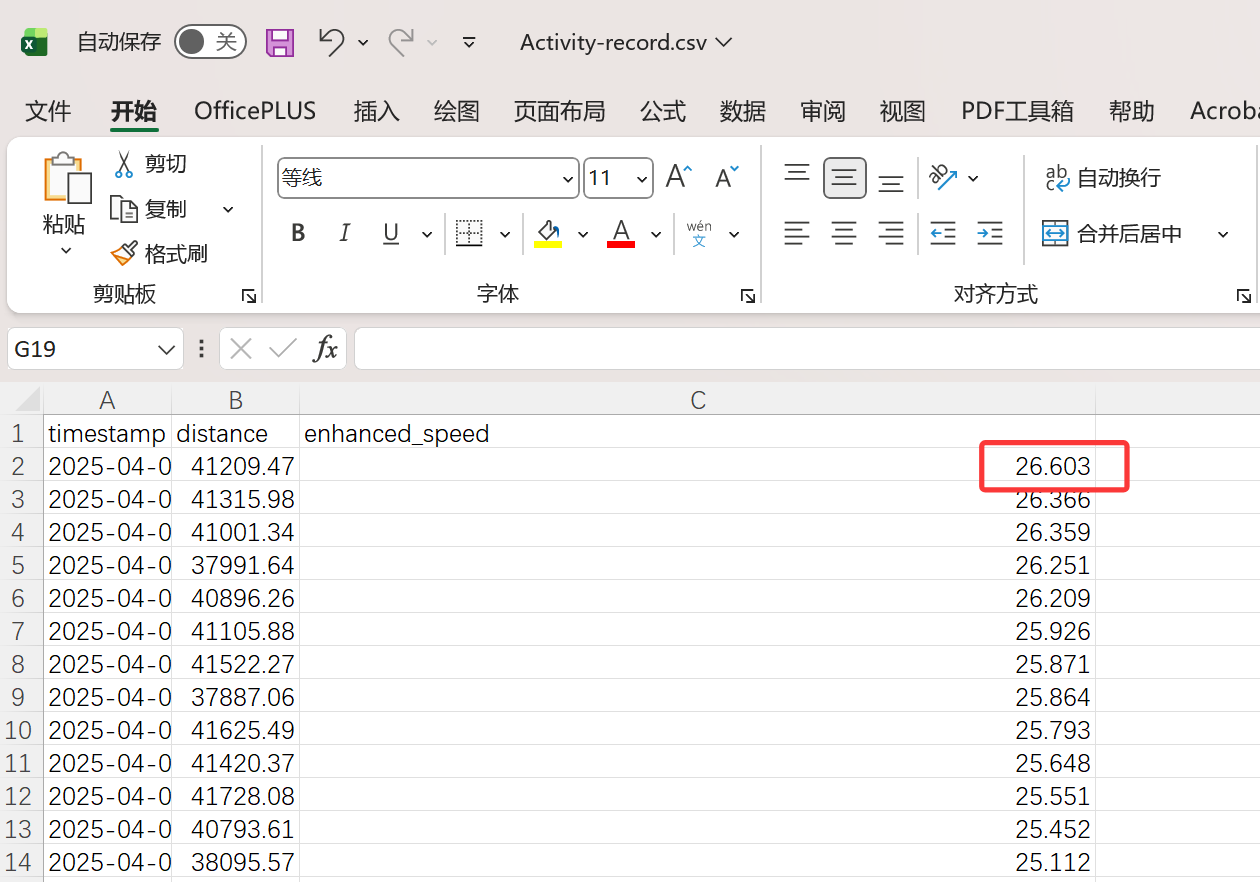 自动保存 关 Activity-record.csv
文件 开始 OfficePLUS 插入 绘图 页面布局 公式 数据 审阅 视图 PDF工具箱 帮助 Acroba
粘贴 剪切 复制 格式刷
剪贴板
等线 11 A A
B I U A wén 文
字体
ab c 自动换行
合并后居中
对齐方式
G19 fx
A B C
1 timestamp distance enhanced_speed
2 2025-04-0 41209.47 26.603
3 2025-04-0 41315.98 26.366
4 2025-04-0 41001.34 26.359
5 2025-04-0 37991.64 26.251
6 2025-04-0 40896.26 26.209
7 2025-04-0 41105.88 25.926
8 2025-04-0 41522.27 25.871
9 2025-04-0 37887.06 25.864
10 2025-04-0 41625.49 25.793
11 2025-04-0 41420.37 25.648
12 2025-04-0 41728.08 25.551
13 2025-04-0 40793.61 25.452
14 2025-04-0 38095.57 25.112